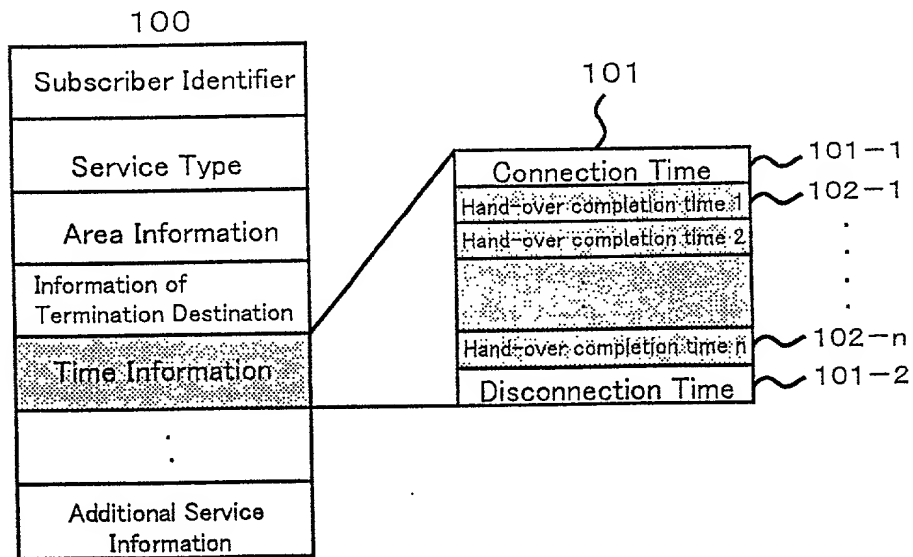 100
Subscriber Identifier
Service Type
Area Information
Information of
Termination Destination
Time Information
.
.
Additional Service
Information
101
Connection Time
101-1
Hand-over completion time 1
102-1
Hand-over completion time 2
.
.
.
.
Hand-over completion time n
102-n
Disconnection Time
101-2